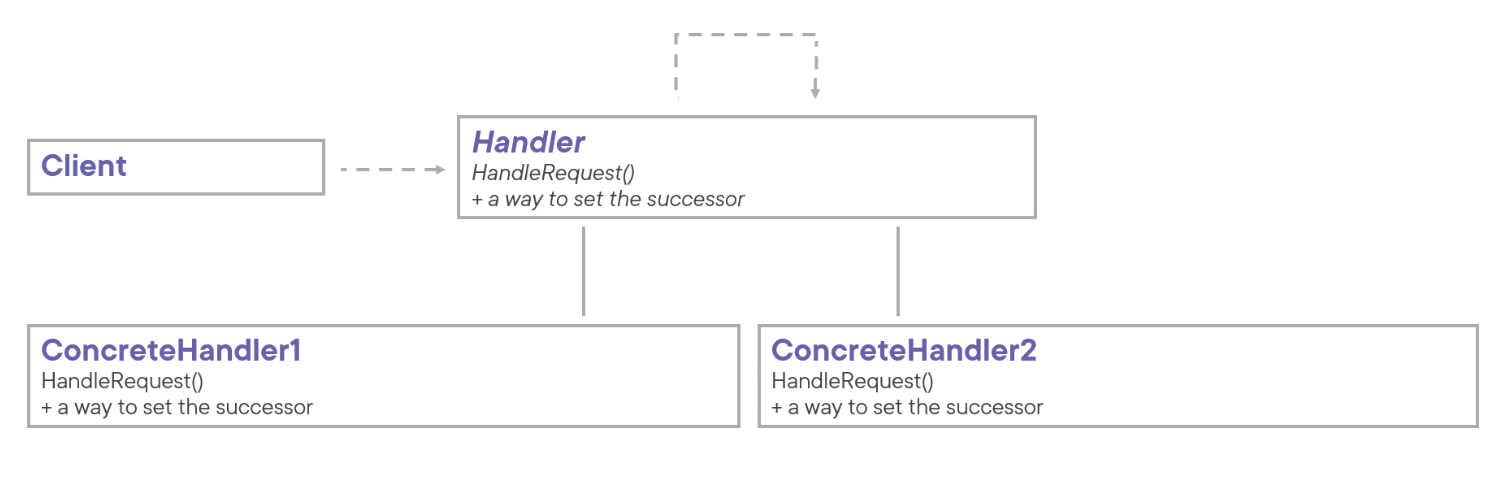 Client
Handler
HandleRequest()
+ a way to set the successor
ConcreteHandler1
HandleRequest()
+ a way to set the successor
ConcreteHandler2
HandleRequest()
+ a way to set the successor